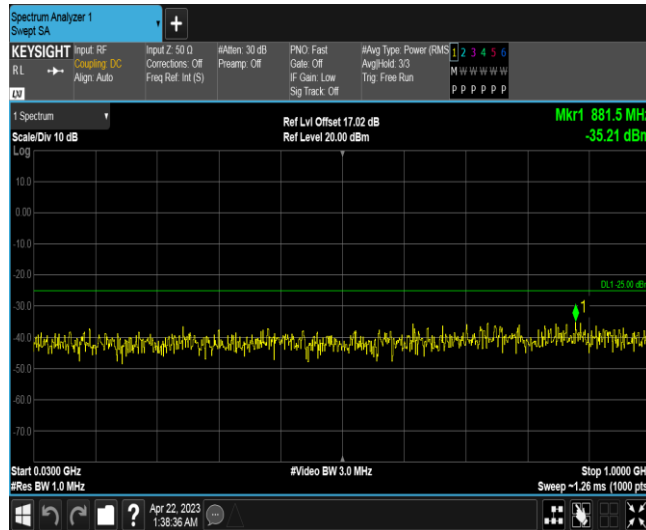 Spectrum Analyzer 1
Swept SA
+
KEYSIGHT
RL
LXI
Input: RF
Coupling: DC
Align: Auto
Input Z: 50 Ω
Corrections: Off
Freq Ref: Int (S)
#Atten: 30 dB
Preamp: Off
PNO: Fast
Gate: Off
IF Gain: Low
Sig Track: Off
#Avg Type: Power (RMS
Avg|Hold: 3/3
Trig: Free Run
1 2 3 4 5 6
M W W W W W
P P P P P P
1 Spectrum
Scale/Div 10 dB
Log
Ref Lvl Offset 17.02 dB
Ref Level 20.00 dBm
Mkr1 881.5 MHz
-35.21 dBm
10.0
0.00
-10.0
-20.0
DL1 -25.00 dBm
-30.0
1
-40.0
-50.0
-60.0
-70.0
Start 0.0300 GHz
#Res BW 1.0 MHz
#Video BW 3.0 MHz
Stop 1.0000 GH
Sweep ~1.26 ms (1000 pts
?
Apr 22, 2023
1:38:36 AM